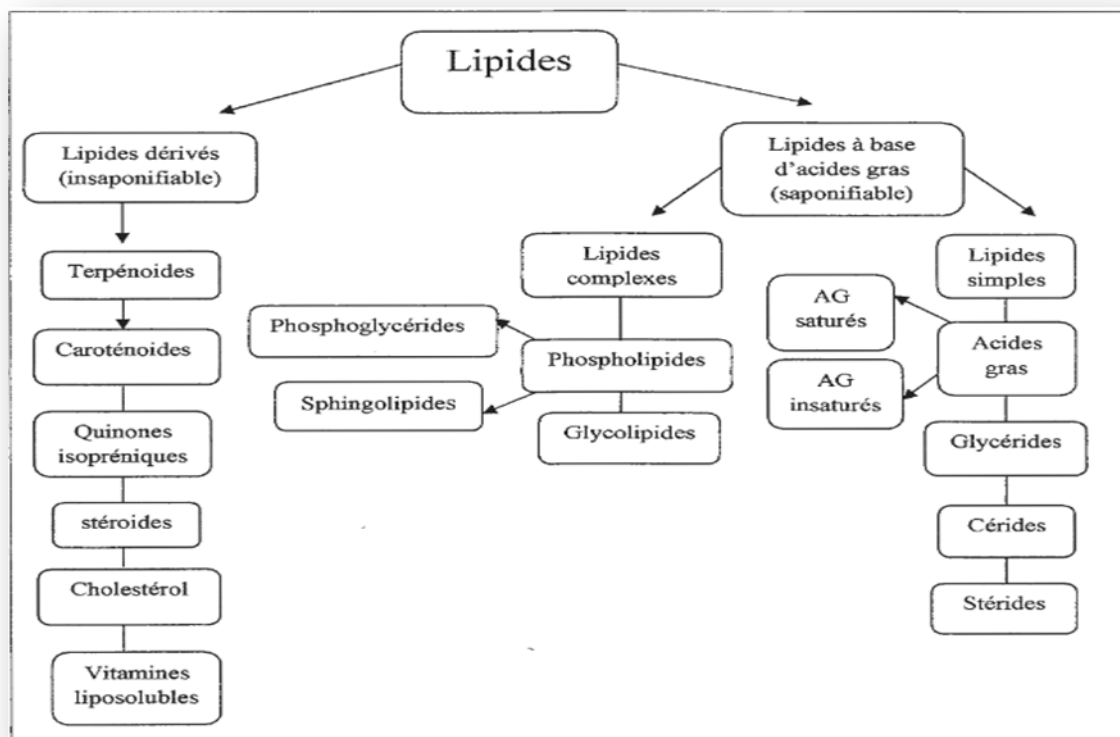 Lipides
Lipides dérivés
(insaponifiable)
Terpénoides
Caroténoides
Quinones
isopréniques
stéroides
Cholestérol
Vitamines
liposolubles
Lipides à base
d'acides gras
(saponifiable)
Lipides
complexes
Phosphoglycérides
Phospholipides
Sphingolipides
Glycolipides
Lipides
simples
AG
saturés
Acides
gras
AG
insaturés
Glycérides
Cérides
Stérides